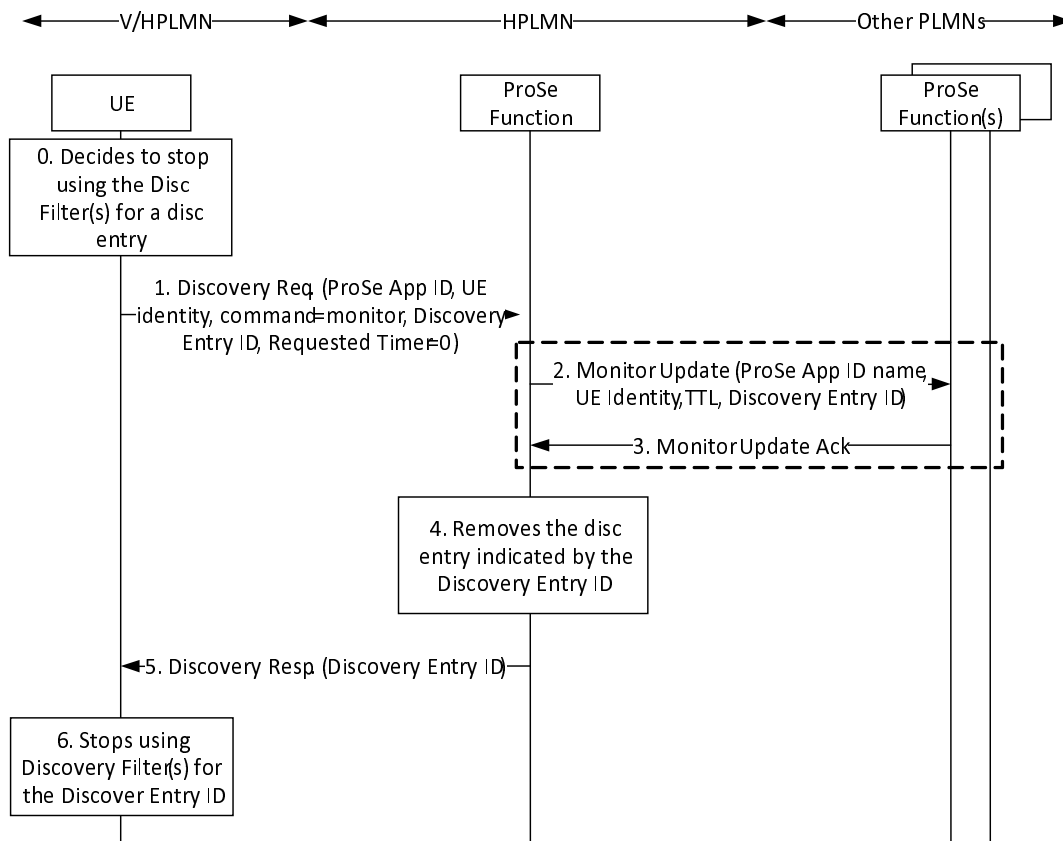 V/HPLMN
HPLMN
Other PLMNs
UE
ProSe
Function
ProSe
Function(s)
0. Decides to stop
using the Disc
Filter(s) for a disc
entry
1. Discovery Req. (ProSe App ID, UE
identity, command=monitor, Discovery
Entry ID, Requested Timer=0)
2. Monitor Update (ProSe App ID name,
UE Identity,TTL, Discovery Entry ID)
3. Monitor Update Ack
4. Removes the disc
entry indicated by the
Discovery Entry ID
5. Discovery Resp. (Discovery Entry ID)
6. Stops using
Discovery Filter(s) for
the Discover Entry ID